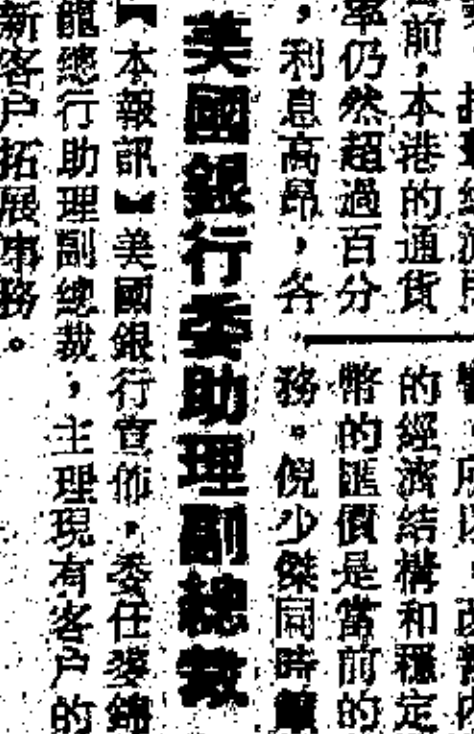 前，本港的通貨
率仍然超過百分
，利息高昂，各
的經濟結構和穩定
幣的匯價是當前的
務。倪少傑同時籲
美國銀行委助理副總裁
【本報訊】美國銀行宣佈，委任麥錦
龍總行助理副總裁，主理現有客户的
新客户拓展事務。